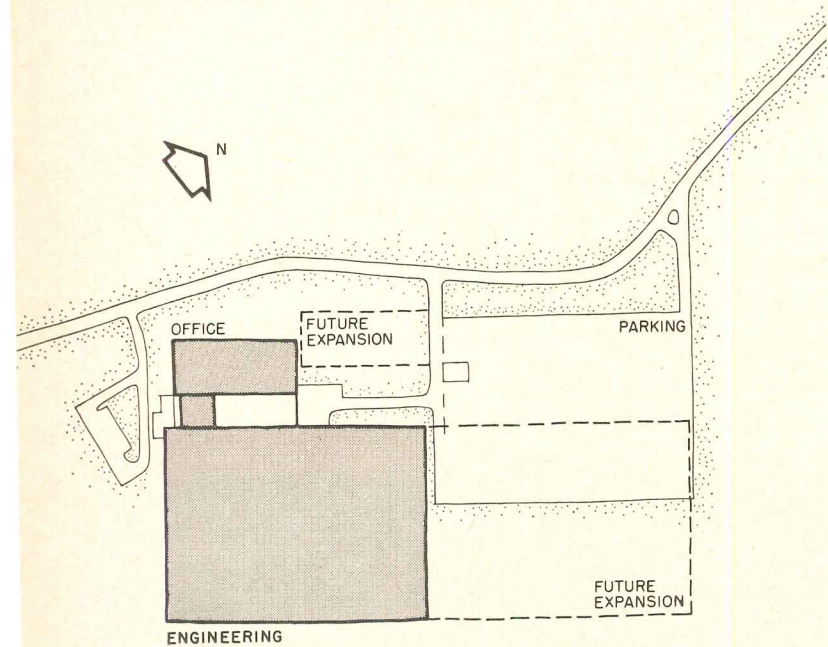 N
OFFICE
FUTURE
EXPANSION
PARKING
FUTURE
EXPANSION
ENGINEERING